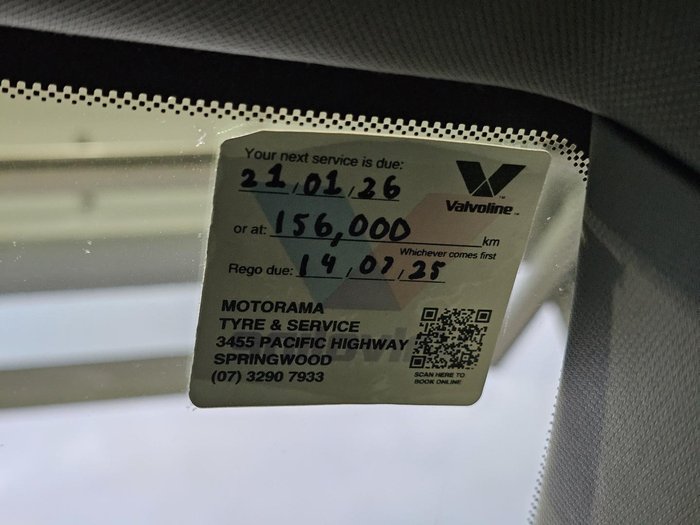 Your next service is due:
21/01/26
Valvoline™
or at: 156,000 km
Whichever comes first
Rego due: 14/07/25
MOTORAMA
TYRE & SERVICE
3455 PACIFIC HIGHWAY
SPRINGWOOD
(07) 3290 7933
SCAN HERE TO
BOOK ONLINE